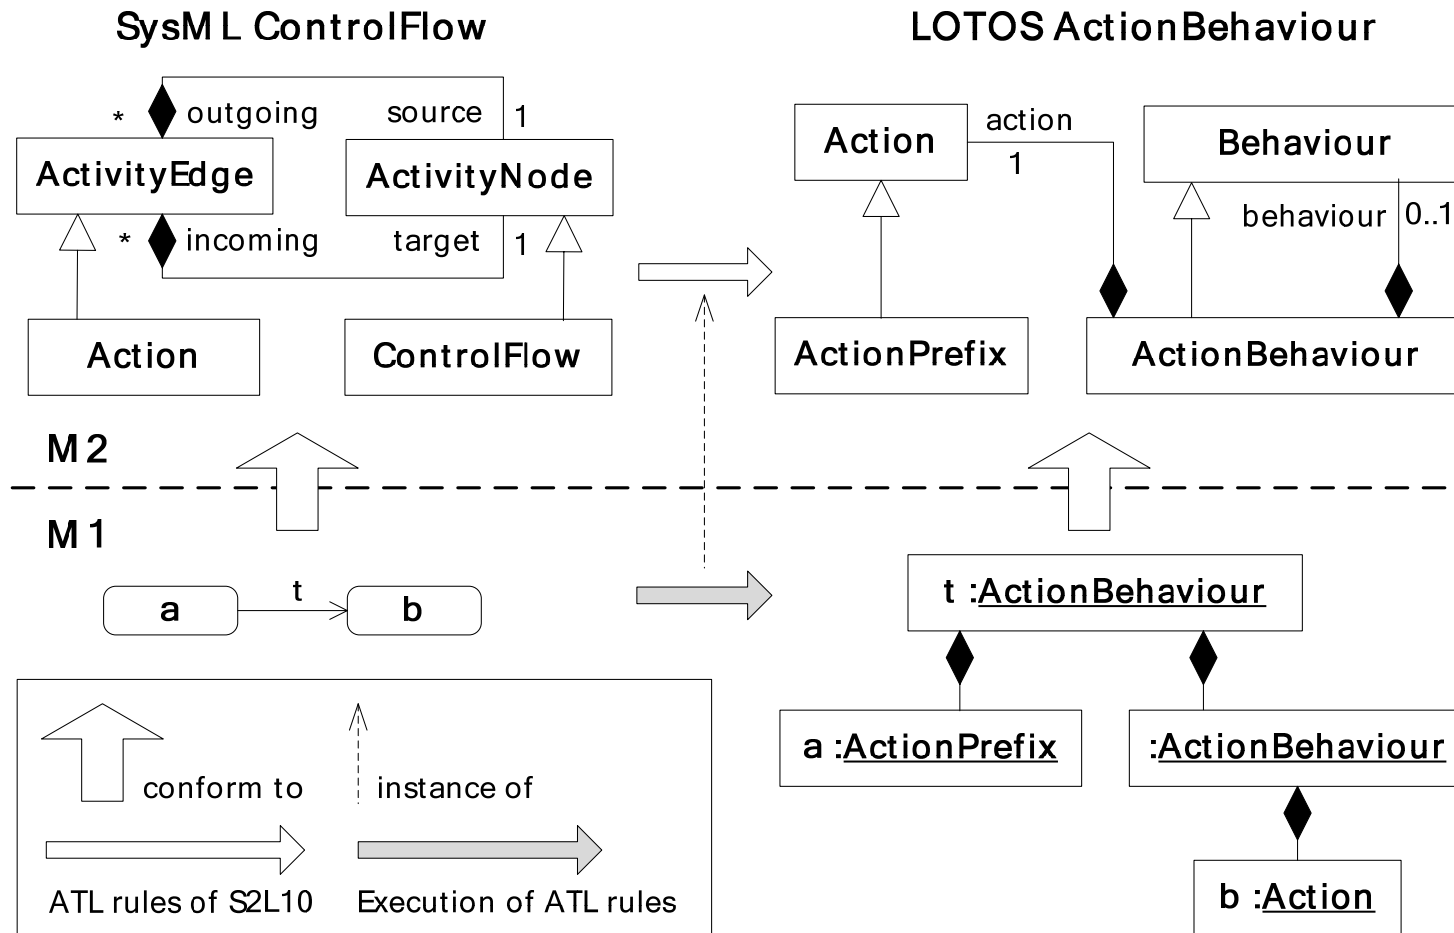 SysML ControlFlow
LOTOS ActionBehaviour
* outgoing source 1
ActivityEdge
ActivityNode
* incoming target 1
Action
ControlFlow
action
1
Action
Behaviour
behaviour 0..1
ActionPrefix
ActionBehaviour
M2
M1
a
t
b
t :ActionBehaviour
a :ActionPrefix
:ActionBehaviour
b :Action
conform to
instance of
ATL rules of S2L10
Execution of ATL rules